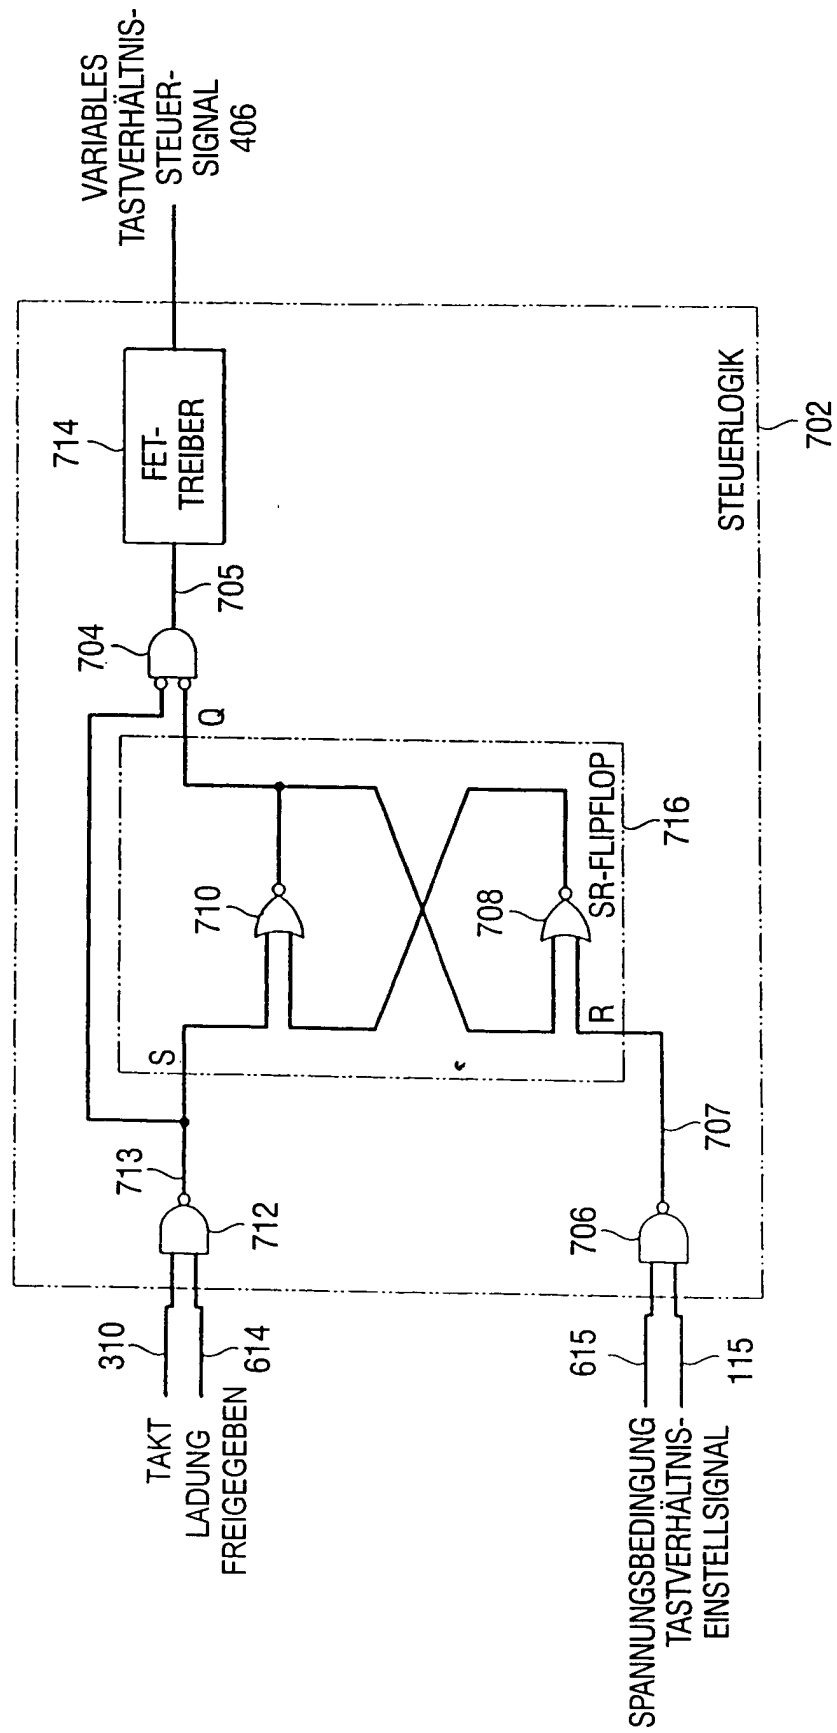 VARIABLES
TASTVERHÄLTNIS-
STEUER-
SIGNAL
406
714
FET-
TREIBER
705
704
Q
STEUERLOGIK
702
710
708
SR-FLIPFLOP
716
S
R
713
712
707
706
310
614
TAKT
LADUNG
FREIGEGEBEN
615
115
SPANNUNGSBEDINGUNG
TASTVERHÄLTNIS-
EINSTELLSIGNAL